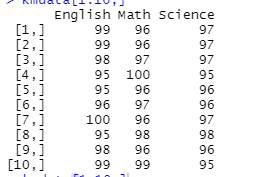 > kmdata[1:10,]
English Math Science
[1,] 99 96 97
[2,] 99 96 97
[3,] 98 97 97
[4,] 95 100 95
[5,] 95 96 96
[6,] 96 97 96
[7,] 100 96 97
[8,] 95 98 98
[9,] 98 96 96
[10,] 99 99 95